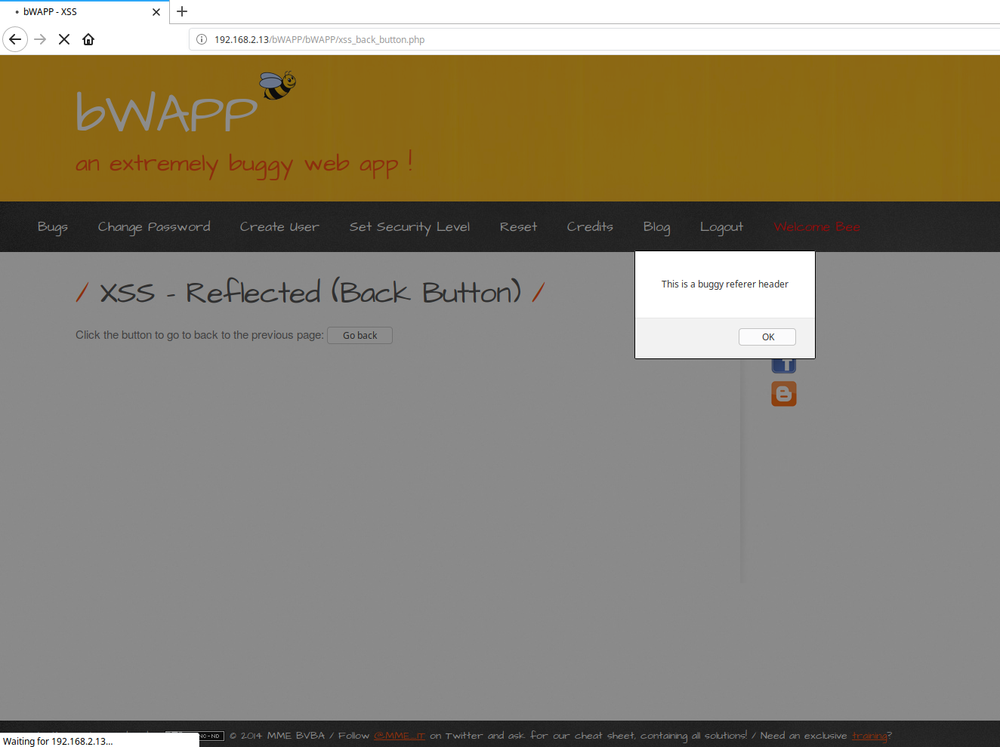 bWAPP - XSS
192.168.2.13/bWAPP/bWAPP/xss_back_button.php
bWAPP
an extremely buggy web app !
Bugs Change Password Create User Set Security Level Reset Credits Blog Logout Welcome Bee
This is a buggy referer header
OK
/ XSS - Reflected (Back Button) /
Click the button to go to back to the previous page: Go back
NC-ND © 2014 MME BVBA / Follow @MME_IT on Twitter and ask for our cheat sheet, containing all solutions! / Need an exclusive training?
Waiting for 192.168.2.13...